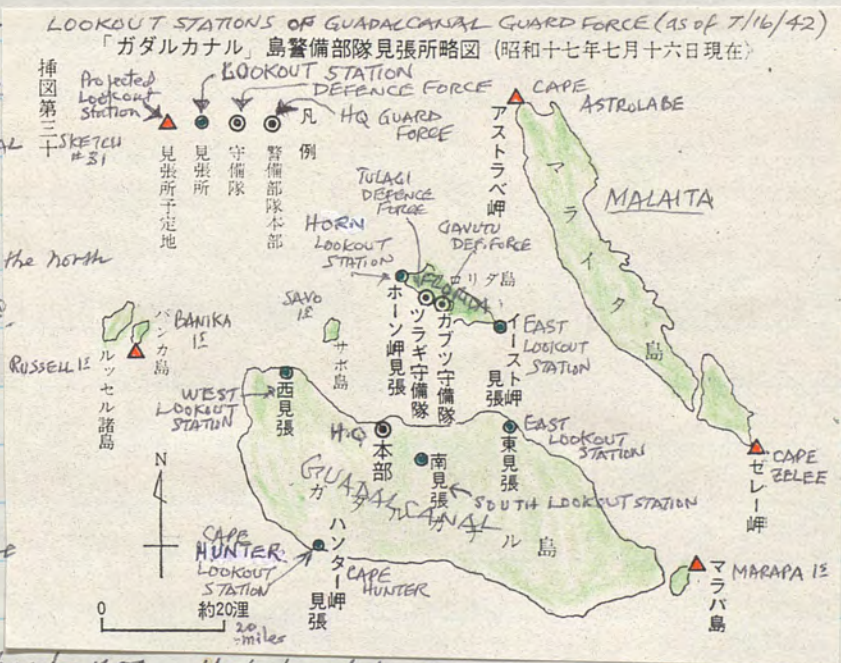 LOOKOUT STATIONS OF GUADALCANAL GUARD FORCE (as of 7/16/42)
「ガダルカナル」島警備部隊見張所略図 (昭和十七年七月十六日現在)
挿図第三十
SKETCH
#31
Projected
Lookout
Station
LOOKOUT STATION
DEFENCE FORCE
HQ GUARD
FORCE
凡例
警備部隊本部
守備隊
見張所
見張所予定地
CAPE
ASTROLABE
アストラベ岬
マライタ島
MALAITA
TULAGI
DEFENCE
FORCE
GAVUTU
DEF. FORCE
HORN
LOOKOUT
STATION
FLORIDA
リダ島
ホーン岬見張
ツラギ守備隊
ガブツ守備隊
イースト岬見張
EAST
LOOKOUT
STATION
the north
SAVO
IS
サボ島
BANIKA
IS
バンカ島
RUSSELL IS
ルッセル諸島
WEST
LOOKOUT
STATION
西見張
HQ
本部
南見張
SOUTH LOOKOUT STATION
東見張
EAST
LOOKOUT
STATION
GUADALCANAL
ガダルカナル島
CAPE
ZELEE
ゼレー岬
N
CAPE
HUNTER
LOOKOUT
STATION
ハンター岬見張
CAPE
HUNTER
MARAPA IS
マラパ島
0 約20浬
20
miles